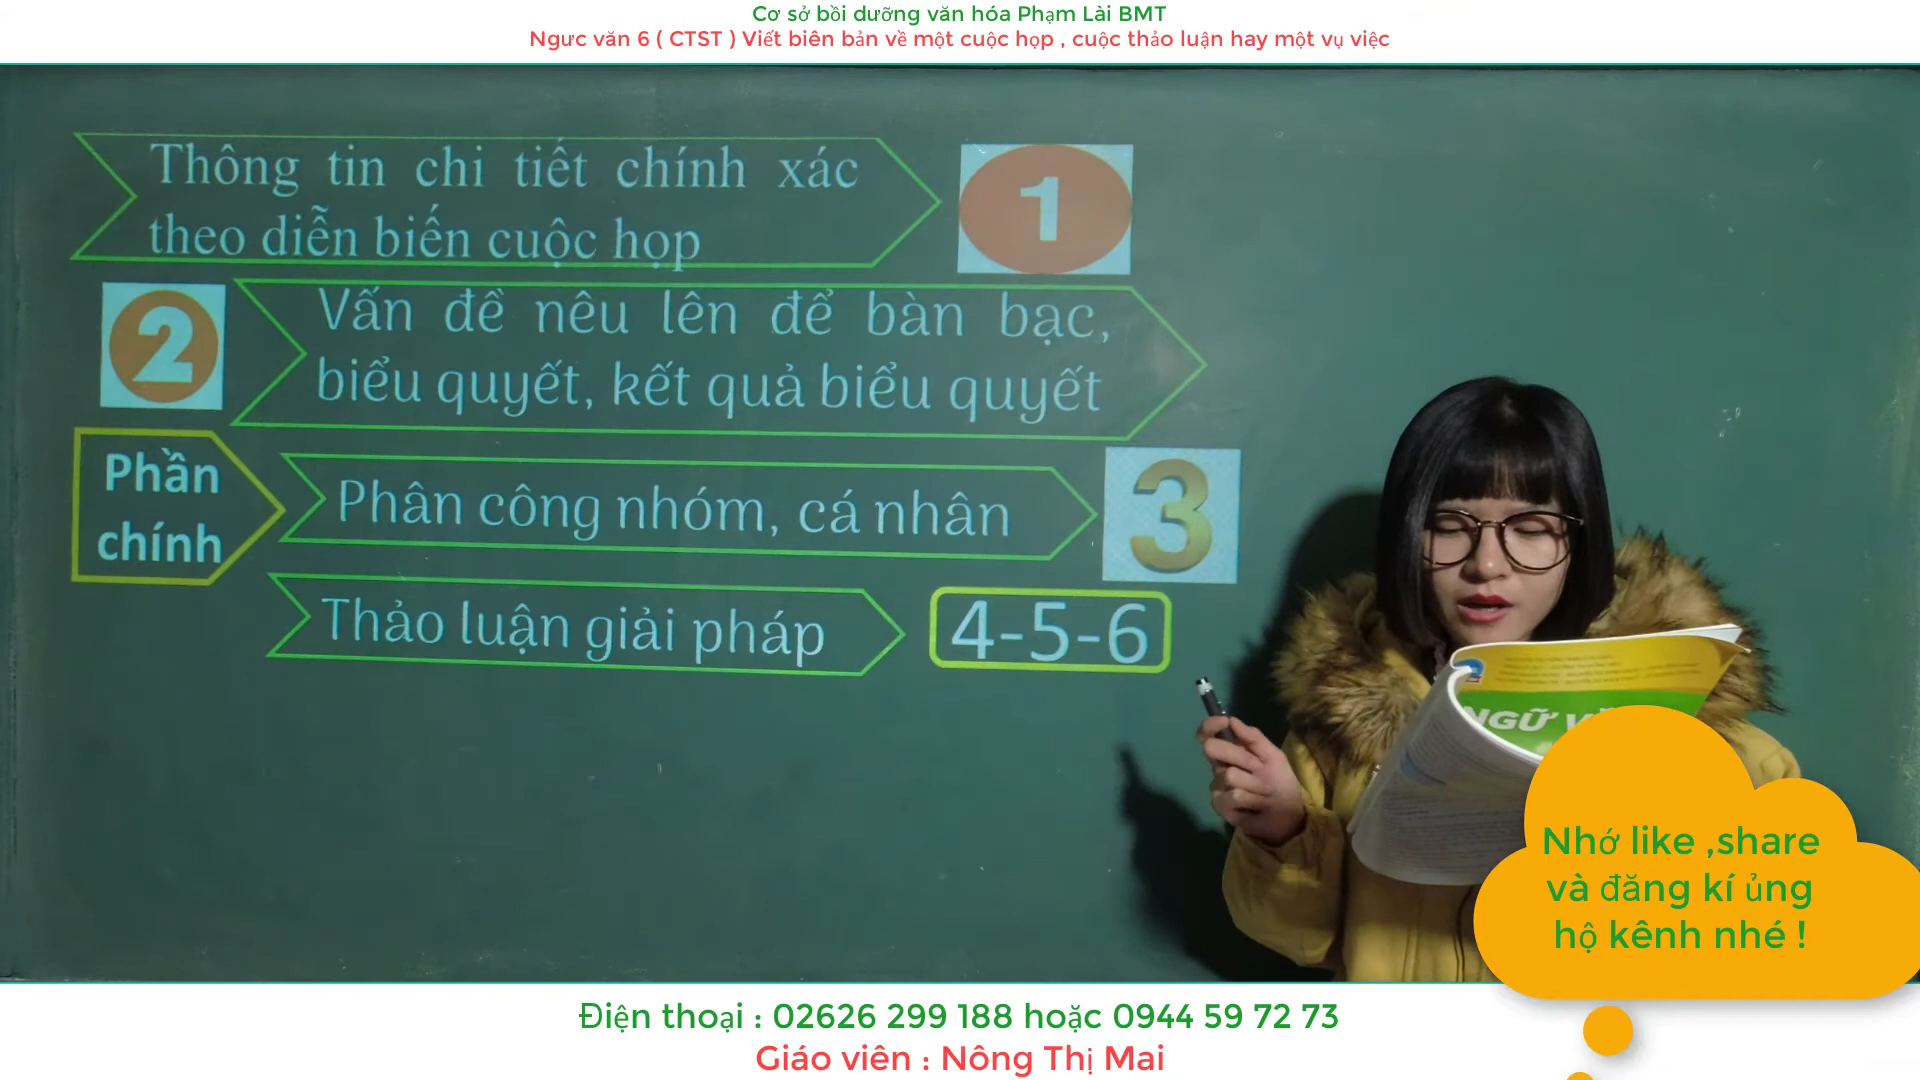 Cơ sở bồi dưỡng văn hóa Phạm Lài BMT
Ngưc văn 6 ( CTST ) Viết biên bản về một cuộc họp , cuộc thảo luận hay một vụ việc
Thông tin chi tiết chính xác
theo diễn biến cuộc họp
1
2
Vấn đề nêu lên để bàn bạc,
biểu quyết, kết quả biểu quyết
Phần
chính
Phân công nhóm, cá nhân
3
Thảo luận giải pháp
4-5-6
NGỮ
Nhớ like ,share
và đăng kí ủng
hộ kênh nhé !
Điện thoại : 02626 299 188 hoặc 0944 59 72 73
Giáo viên : Nông Thị Mai